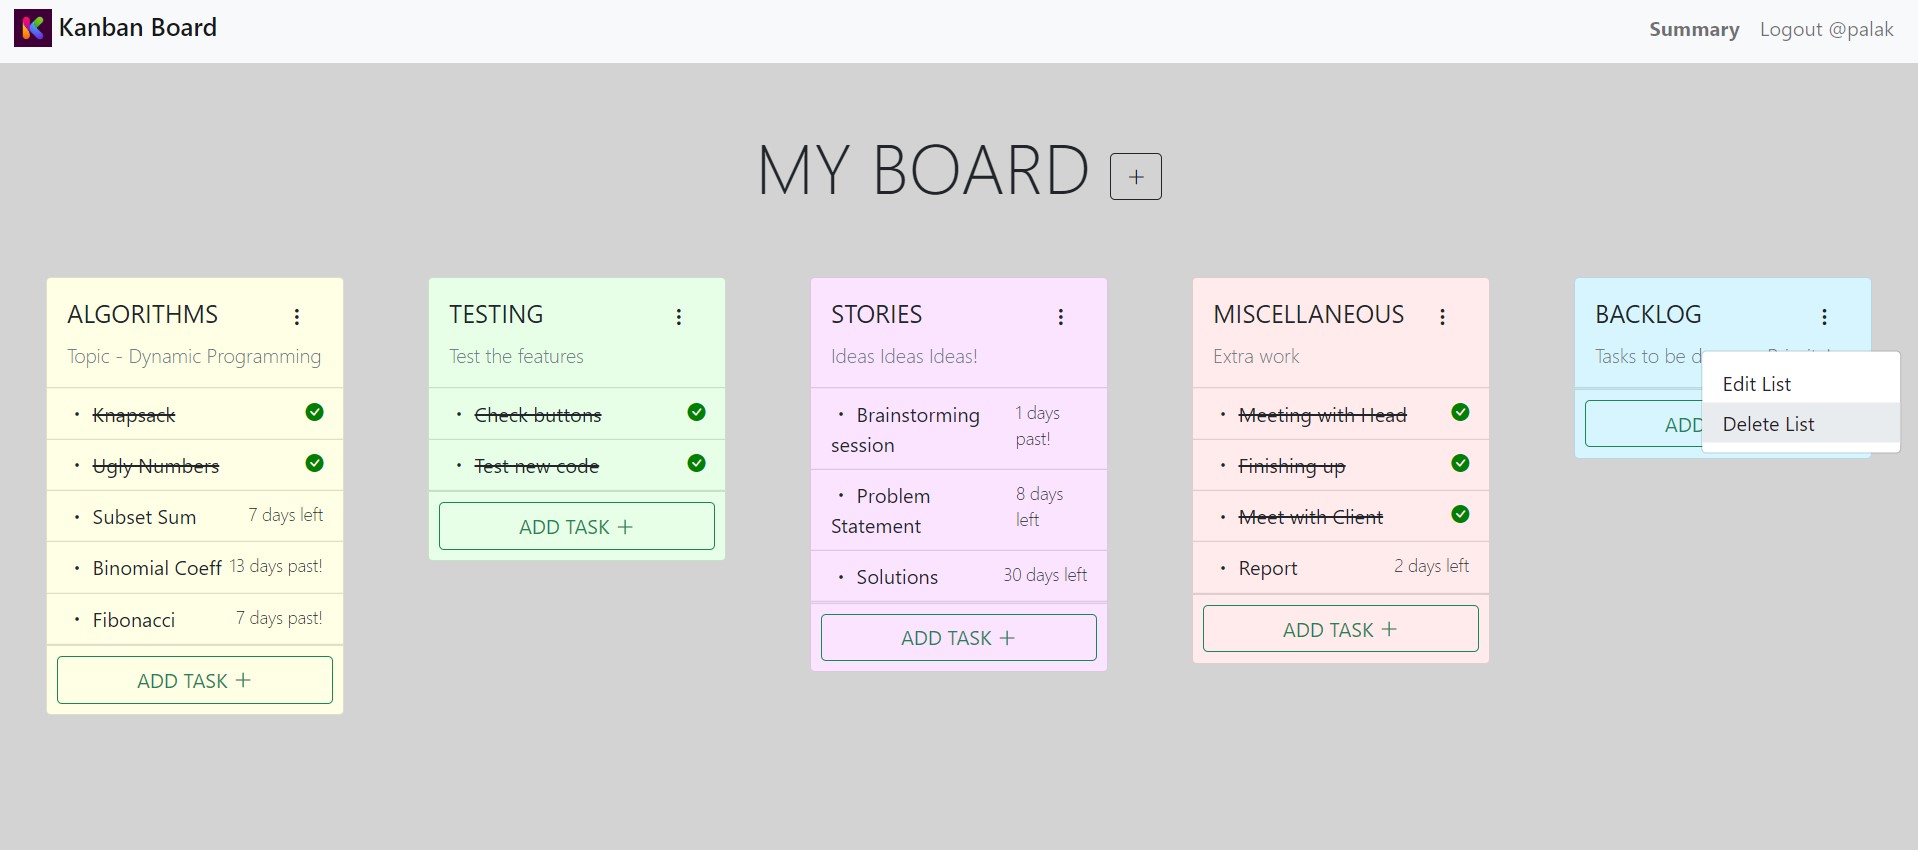 Kanban Board
Summary Logout @palak
MY BOARD +
ALGORITHMS
Topic - Dynamic Programming
• Knapsack
• Ugly Numbers
• Subset Sum 7 days left
• Binomial Coeff 13 days past!
• Fibonacci 7 days past!
ADD TASK +
TESTING
Test the features
• Check buttons
• Test new code
ADD TASK +
STORIES
Ideas Ideas Ideas!
• Brainstorming
session
1 days
past!
• Problem
Statement
8 days
left
• Solutions 30 days left
ADD TASK +
MISCELLANEOUS
Extra work
• Meeting with Head
• Finishing up
• Meet with Client
• Report 2 days left
ADD TASK +
BACKLOG
Tasks to be
Edit List
ADD
Delete List